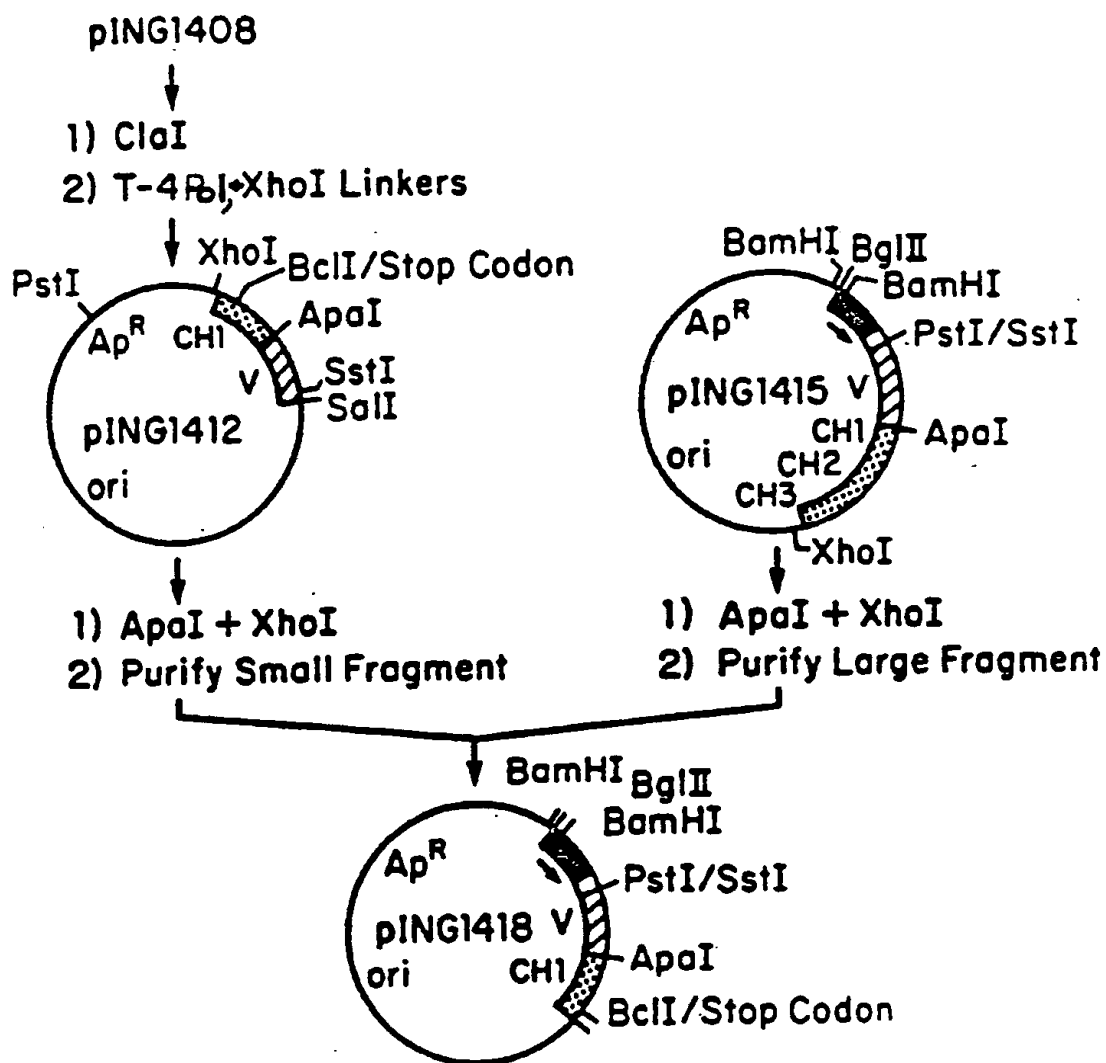 pING1408
1) ClaI
2) T-4 Pol, XhoI Linkers
XhoI
BclI/Stop Codon
PstI
ApaI
Ap^R
CH1
V
SstI
SalI
pING1412
ori
1) ApaI + XhoI
2) Purify Small Fragment
BamHI
BglII
BamHI
Ap^R
PstI/SstI
pING1415
V
CH1
ApaI
ori
CH2
CH3
XhoI
1) ApaI + XhoI
2) Purify Large Fragment
BamHI
BglII
BamHI
Ap^R
PstI/SstI
pING1418
V
ori
CH1
ApaI
BclI/Stop Codon